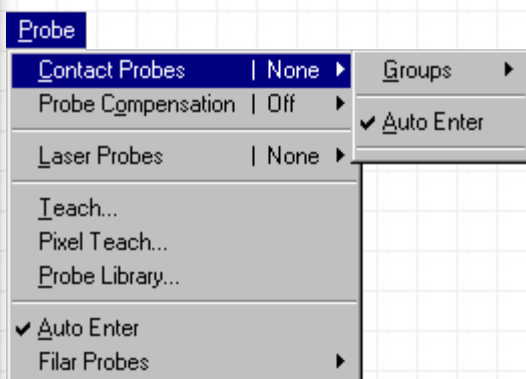 Probe
Contact Probes | None
Groups
Probe Compensation | Off
Auto Enter
Laser Probes | None
Teach...
Pixel Teach...
Probe Library...
Auto Enter
Filar Probes